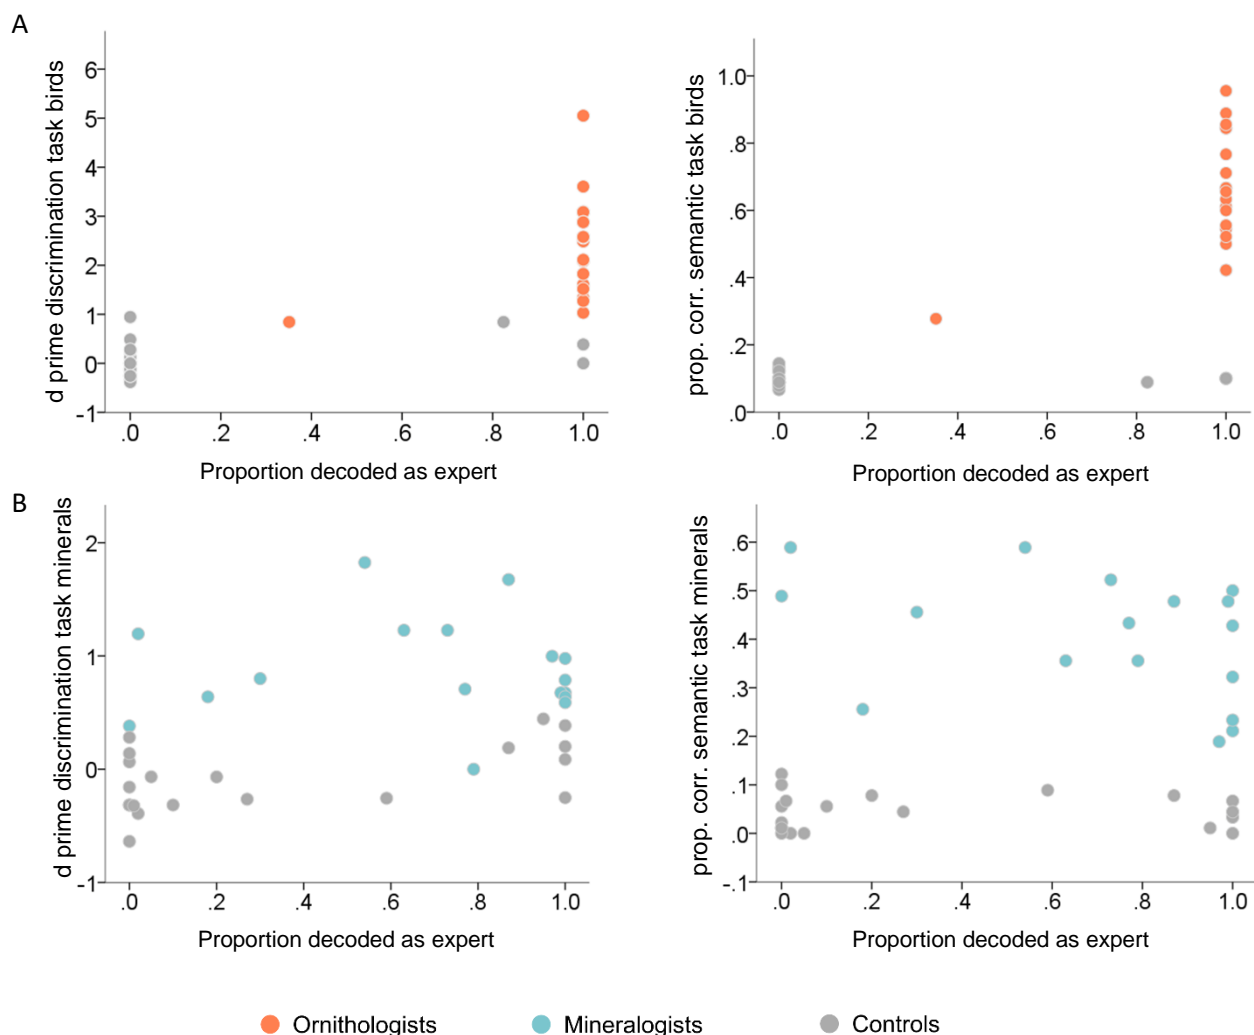 A
d prime discrimination task birds
6
5
4
3
2
1
0
-1
.0 .2 .4 .6 .8 1.0
Proportion decoded as expert
prop. corr. semantic task birds
1.0
.8
.6
.4
.2
.0
.0 .2 .4 .6 .8 1.0
Proportion decoded as expert
B
d prime discrimination task minerals
2
1
0
-1
.0 .2 .4 .6 .8 1.0
Proportion decoded as expert
prop. corr. semantic task minerals
.6
.5
.4
.3
.2
.1
.0
-.1
.0 .2 .4 .6 .8 1.0
Proportion decoded as expert
Ornithologists Mineralogists Controls